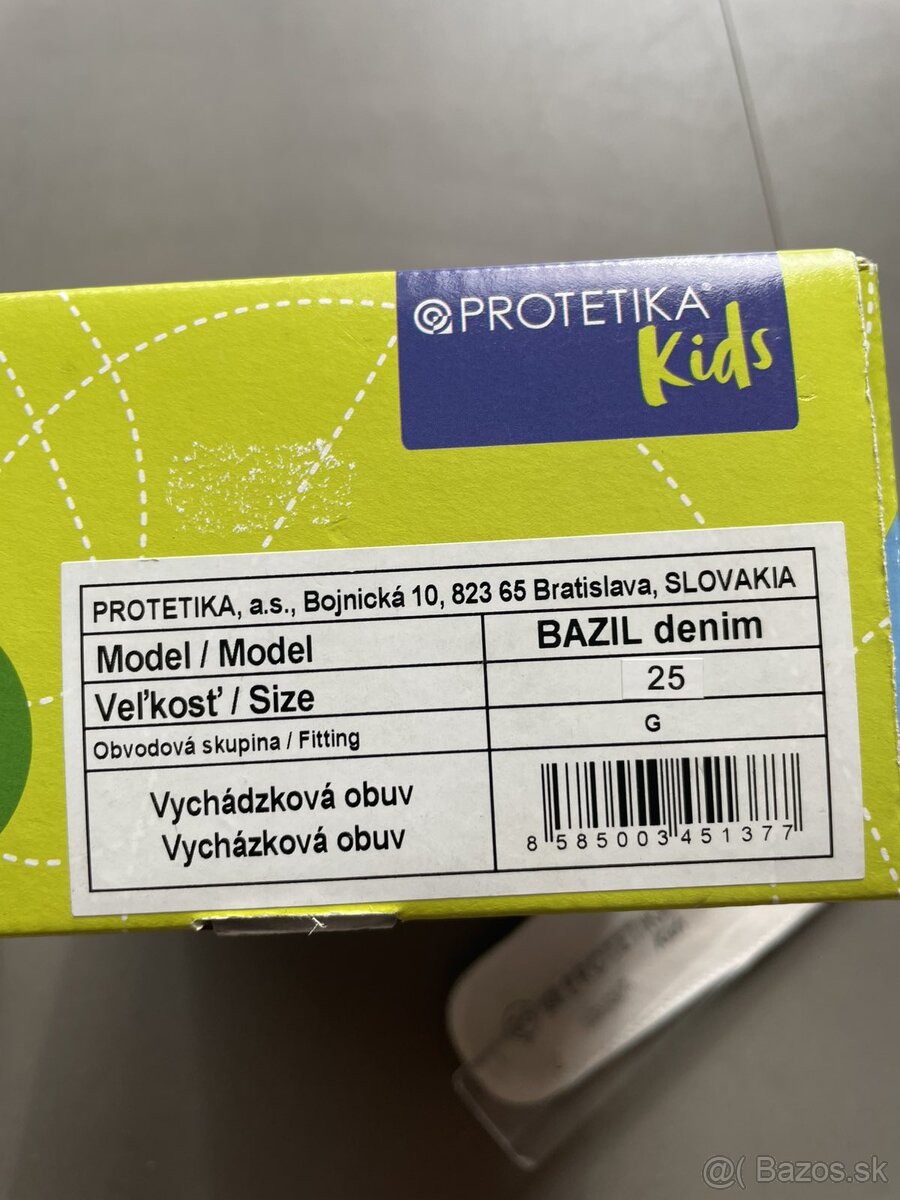 PROTETIKA®
Kids
PROTETIKA, a.s., Bojnická 10, 823 65 Bratislava, SLOVAKIA
Model / Model BAZIL denim
Veľkosť / Size 25
Obvodová skupina / Fitting G
Vychádzková obuv
Vycházková obuv
8 585003 451377
PROTETIKA
@( Bazos.sk